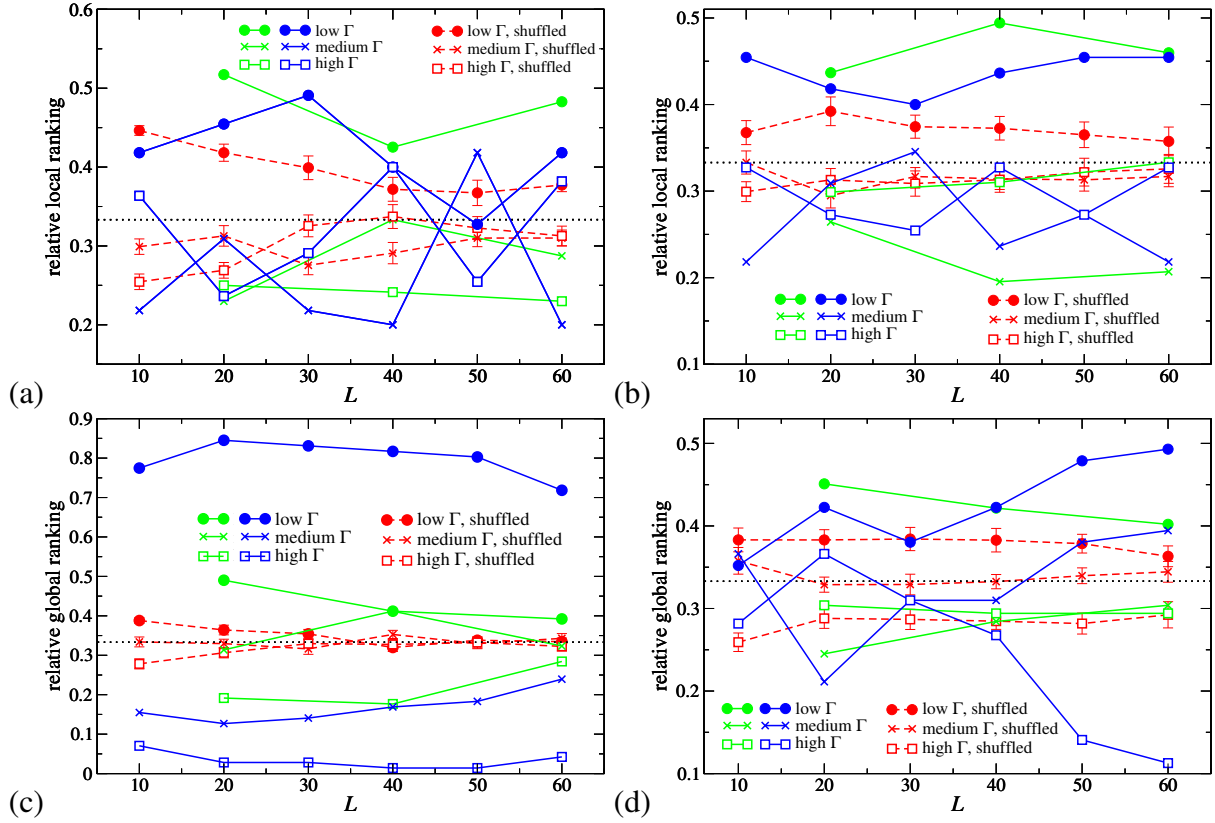 0.6
0.5
0.4
0.3
0.2
relative local ranking
low Γ
medium Γ
high Γ
low Γ, shuffled
medium Γ, shuffled
high Γ, shuffled
10 20 30 40 50 60
L
(a)
0.5
0.4
0.3
0.2
0.1
relative local ranking
low Γ
medium Γ
high Γ
low Γ, shuffled
medium Γ, shuffled
high Γ, shuffled
10 20 30 40 50 60
L
(b)
0.9
0.8
0.7
0.6
0.5
0.4
0.3
0.2
0.1
0
relative global ranking
low Γ
medium Γ
high Γ
low Γ, shuffled
medium Γ, shuffled
high Γ, shuffled
10 20 30 40 50 60
L
(c)
0.5
0.4
0.3
0.2
0.1
relative global ranking
low Γ
medium Γ
high Γ
low Γ, shuffled
medium Γ, shuffled
high Γ, shuffled
10 20 30 40 50 60
L
(d)